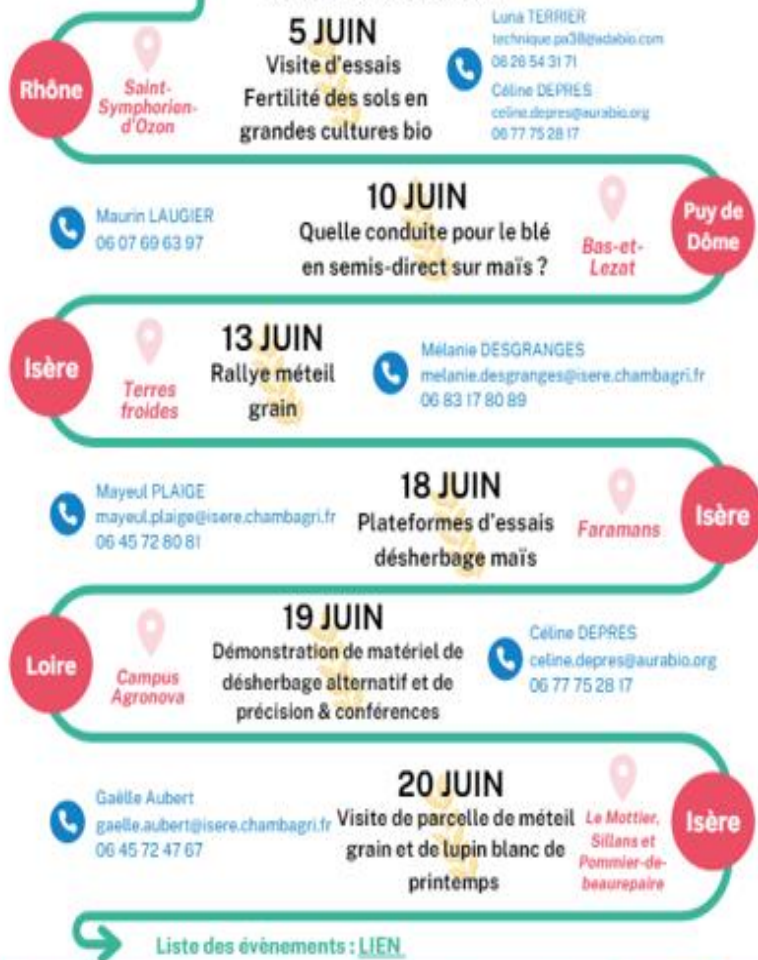 Rhône
Saint-
Symphorien-
d'Ozon
5 JUIN
Visite d'essais
Fertilité des sols en
grandes cultures bio
Luna TERRIER
technique.pa38@adabio.com
06 26 54 31 71
Céline DEPRES
celine.depres@aurabio.org
06 77 75 28 17
Maurin LAUGIER
06 07 69 63 97
10 JUIN
Quelle conduite pour le blé
en semis-direct sur maïs ?
Bas-et-
Lezat
Puy de
Dôme
Isère
Terres
froides
13 JUIN
Rallye méteil
grain
Mélanie DESGRANGES
melanie.desgranges@isere.chambagri.fr
06 83 17 80 89
Mayeul PLAIGE
mayeul.plaige@isere.chambagri.fr
06 45 72 80 81
18 JUIN
Plateformes d'essai
désherbage maïs
Faramans
Isère
Loire
Campus
Agronova
19 JUIN
Démonstration de matériel de
désherbage alternatif et de
précision & conférences
Céline DEPRES
celine.depres@aurabio.org
06 77 75 28 17
Gaëlle Aubert
gaelle.aubert@isere.chambagri.fr
06 45 72 47 67
20 JUIN
Visite de parcelle de méteil
grain et de lupin blanc de
printemps
Le Mottier,
Sillans et
Pommier-de-
beaurepaire
Isère
Liste des évènements : LIEN